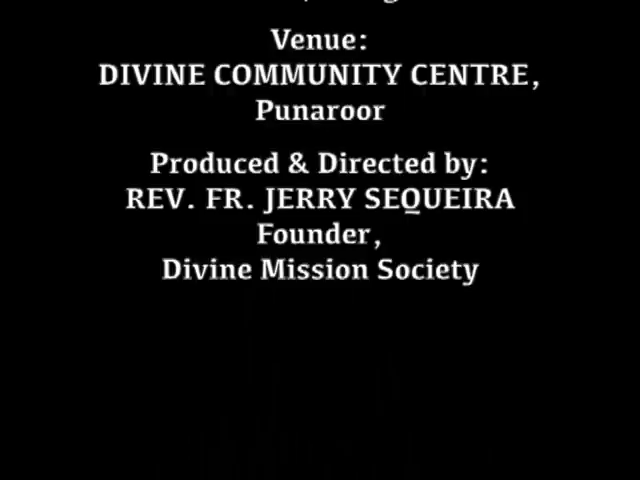 Venue:
DIVINE COMMUNITY CENTRE,
Punaroor
Produced & Directed by:
REV. FR. JERRY SEQUEIRA
Founder,
Divine Mission Society